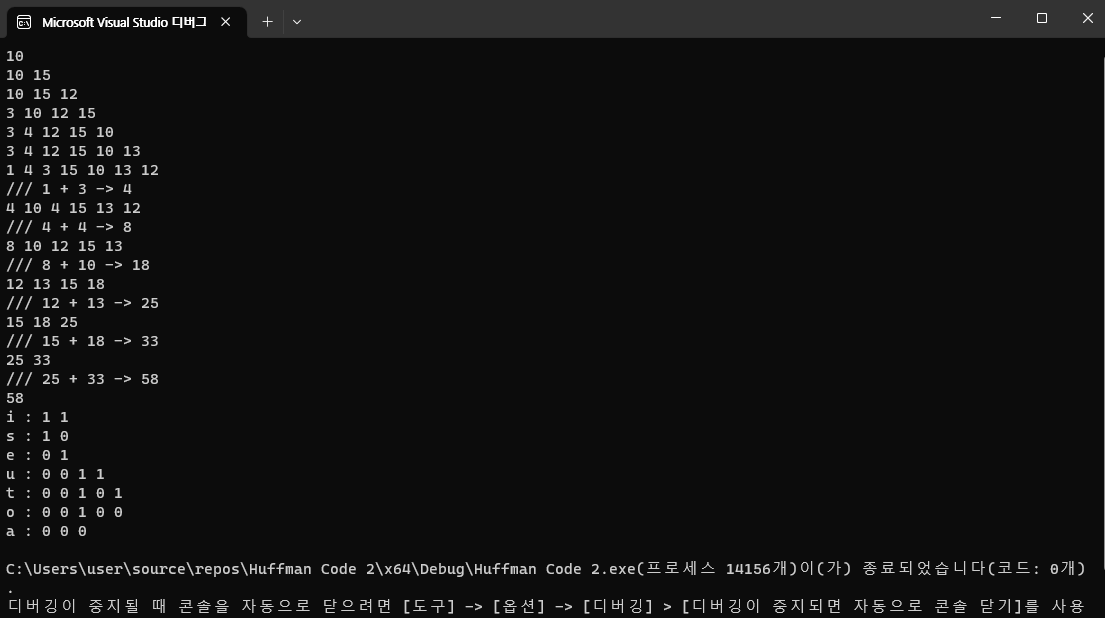 Microsoft Visual Studio 디버그
10
10 15
10 15 12
3 10 12 15
3 4 12 15 10
3 4 12 15 10 13
1 4 3 15 10 13 12
/// 1 + 3 -> 4
4 10 4 15 13 12
/// 4 + 4 -> 8
8 10 12 15 13
/// 8 + 10 -> 18
12 13 15 18
/// 12 + 13 -> 25
15 18 25
/// 15 + 18 -> 33
25 33
/// 25 + 33 -> 58
58
i : 1 1
s : 1 0
e : 0 1
u : 0 0 1 1
t : 0 0 1 0 1
o : 0 0 1 0 0
a : 0 0 0
C:\Users\user\source\repos\Huffman Code 2\x64\Debug\Huffman Code 2.exe(프로세스 14156개)이(가) 종료되었습니다(코드: 0개)
.
디버깅이 중지될 때 콘솔을 자동으로 닫으려면 [도구] -> [옵션] -> [디버깅] > [디버깅이 중지되면 자동으로 콘솔 닫기]를 사용